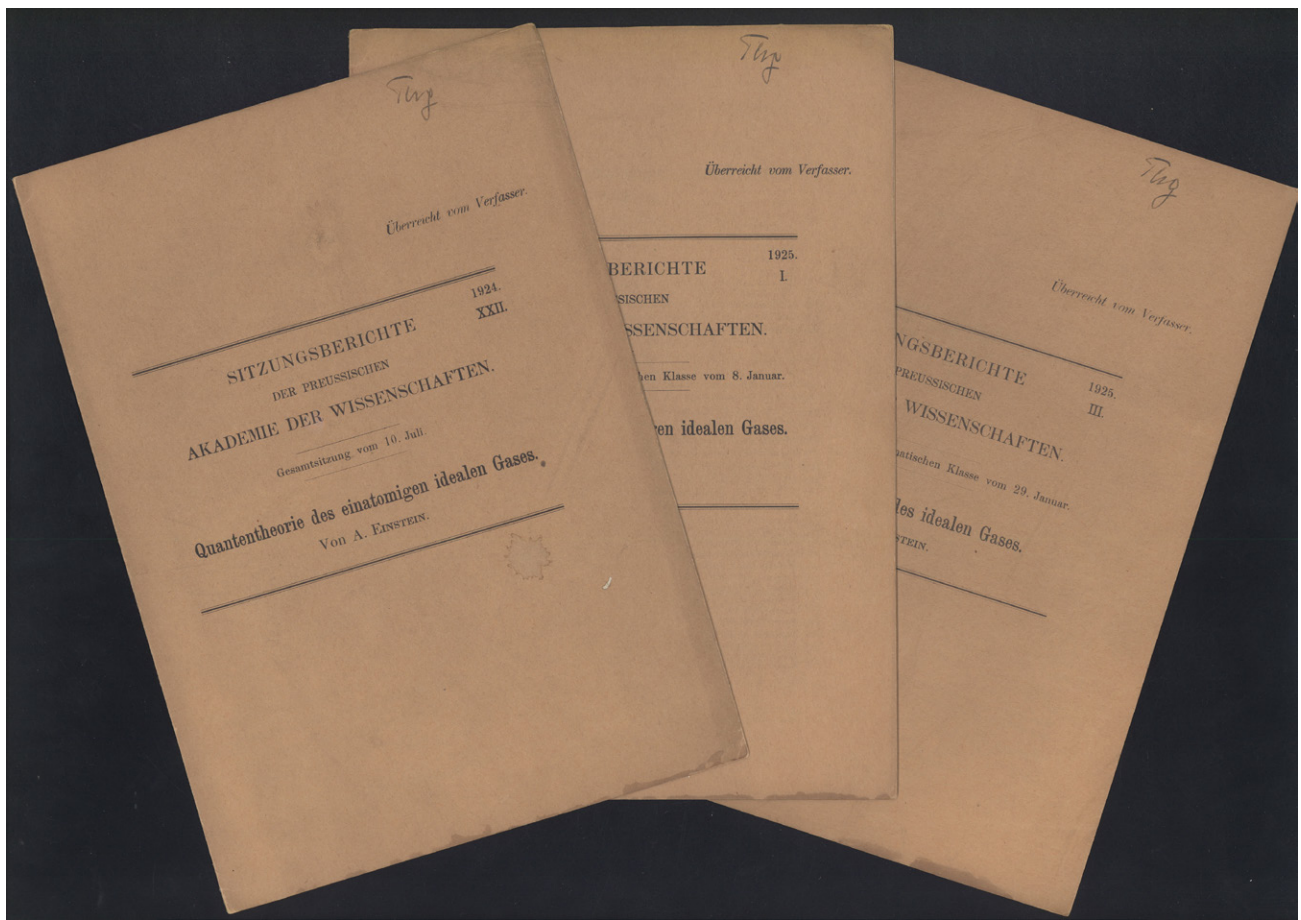 Überreicht vom Verfasser.
1924.
XXII.
SITZUNGSBERICHTE
DER PREUSSISCHEN
AKADEMIE DER WISSENSCHAFTEN.
Gesamtsitzung vom 10. Juli.
Quantentheorie des einatomigen idealen Gases.
Von A. Einstein.
Überreicht vom Verfasser.
1925.
I.
BERICHTE
SSISCHEN
SSENSCHAFTEN.
hen Klasse vom 8. Januar.
en idealen Gases.
Überreicht vom Verfasser.
1925.
III.
NGSBERICHTE
PREUSSISCHEN
WISSENSCHAFTEN.
matischen Klasse vom 29. Januar.
des idealen Gases.
STEIN.